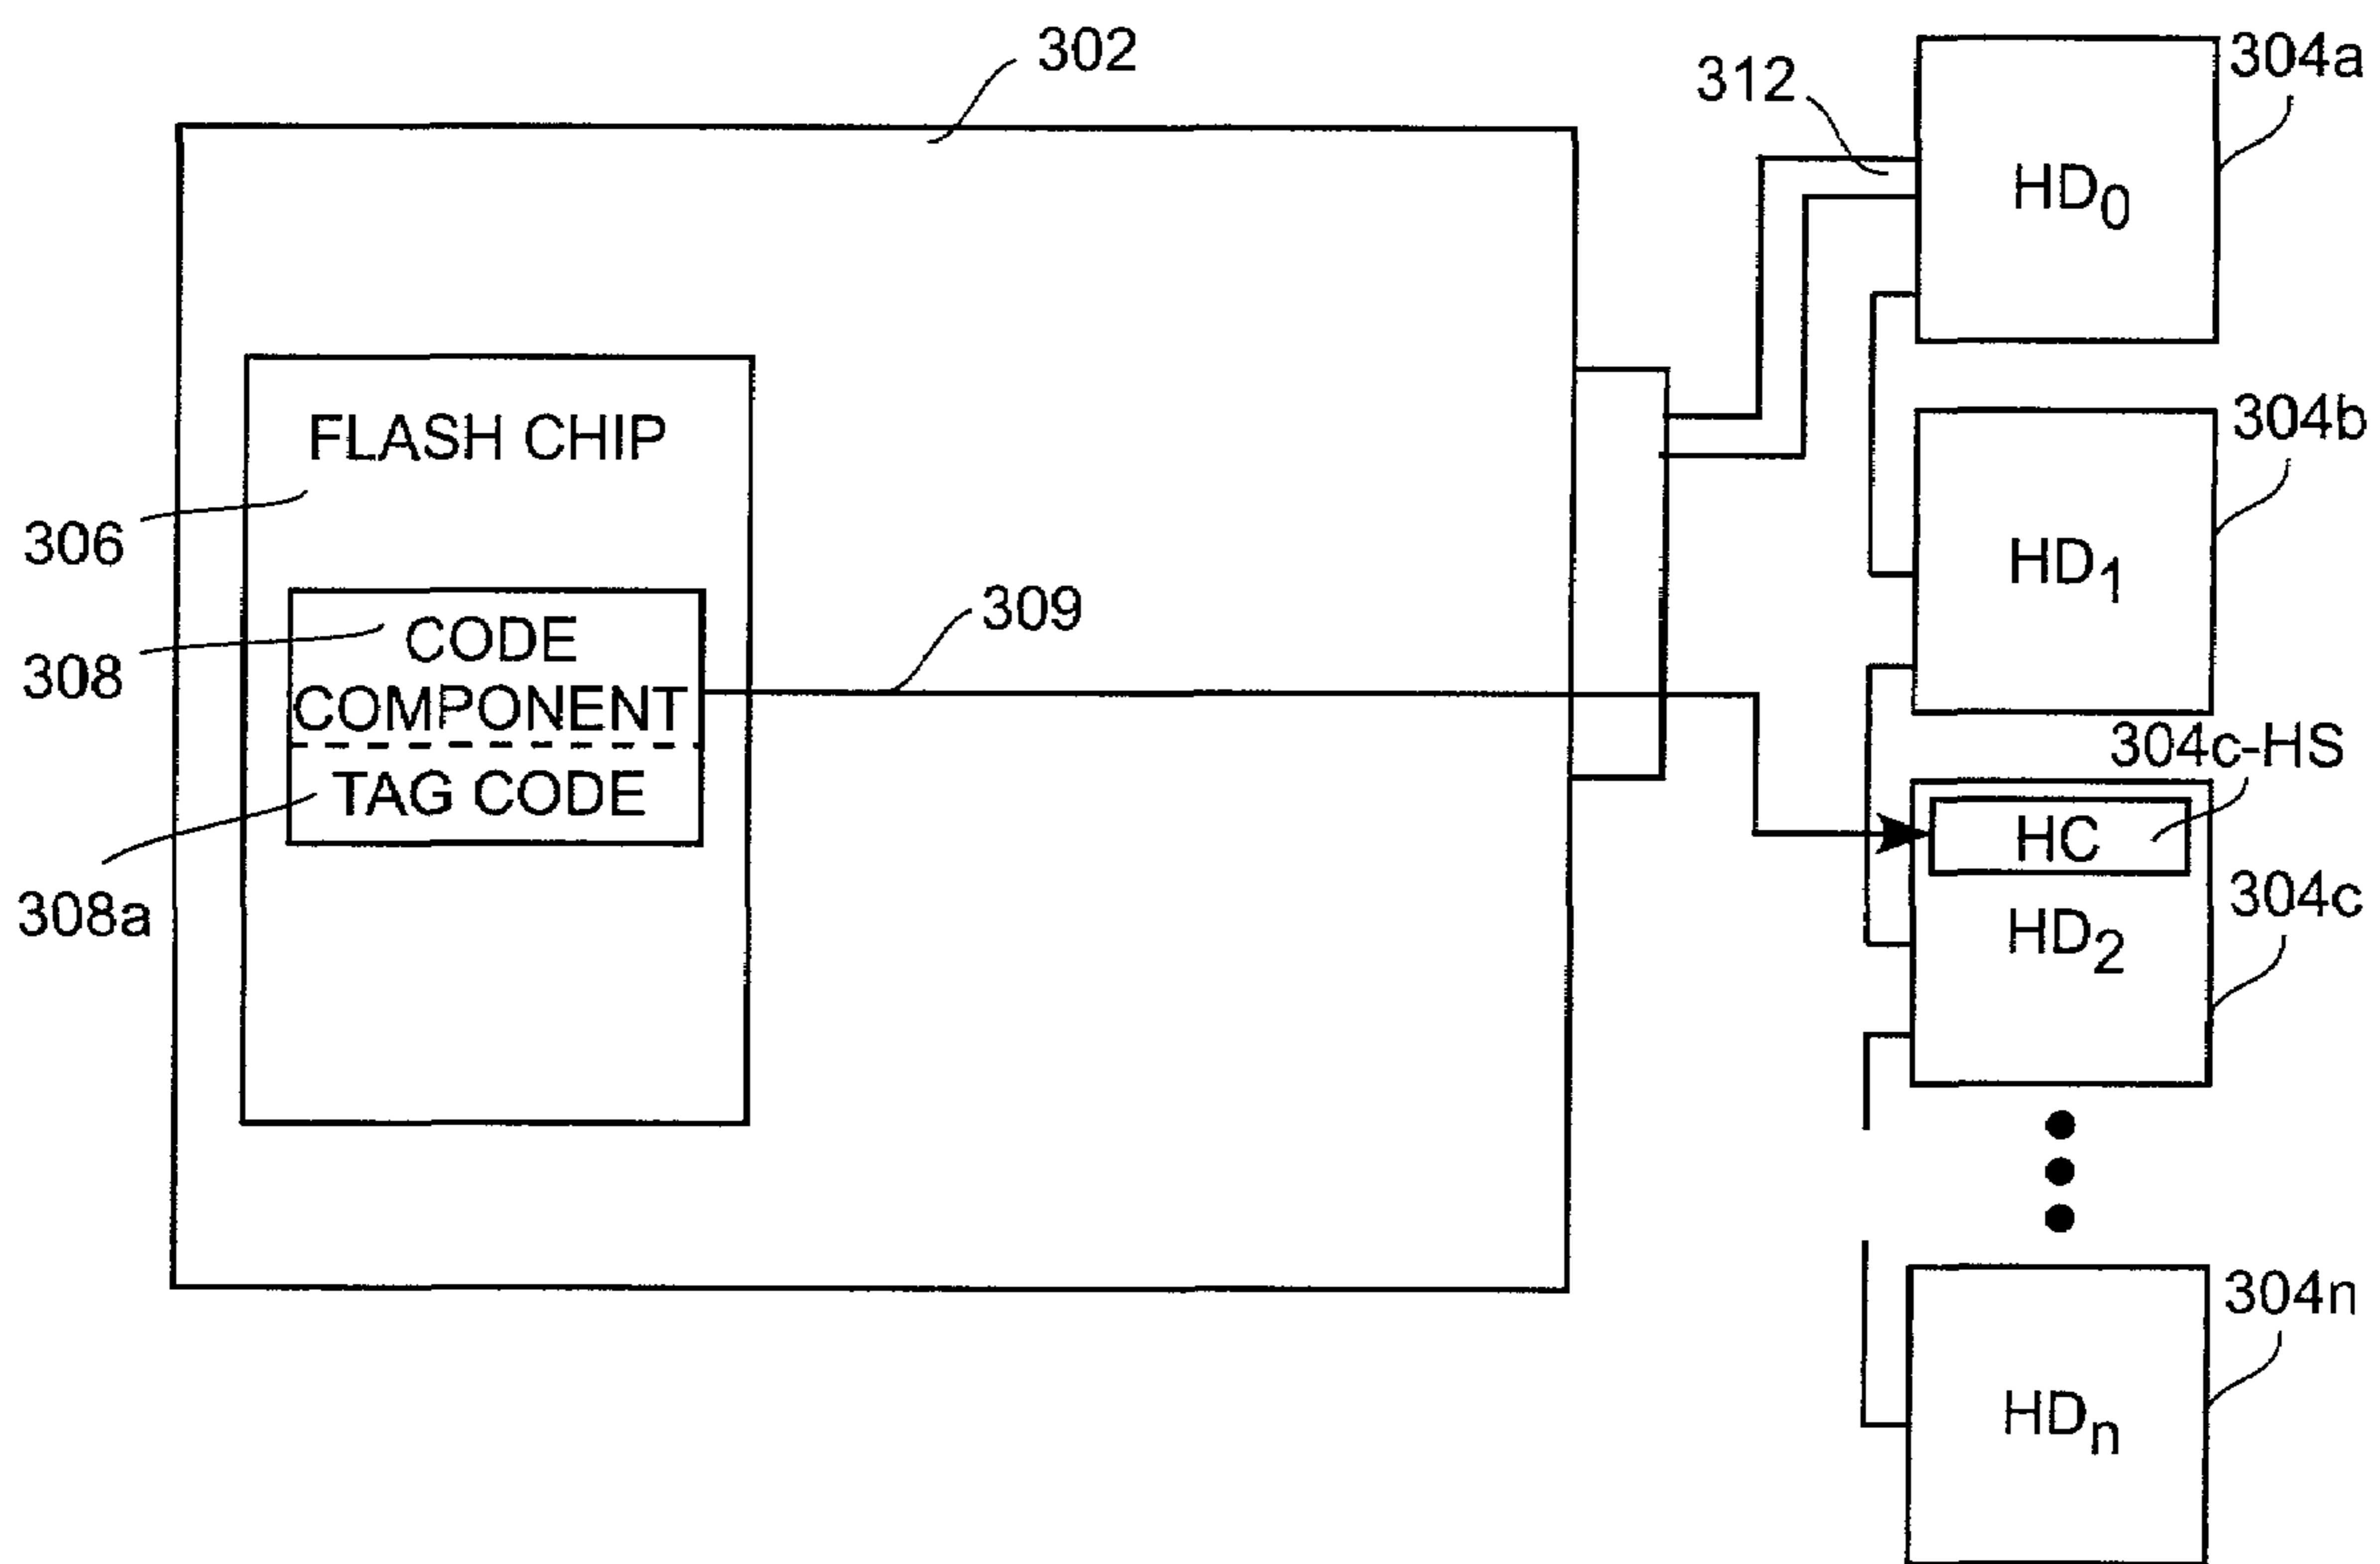 302
312
304a
HD0
304b
HD1
FLASH CHIP
306
308
CODE
COMPONENT
TAG CODE
308a
309
304c-HS
HC
304c
HD2
304n
HDn